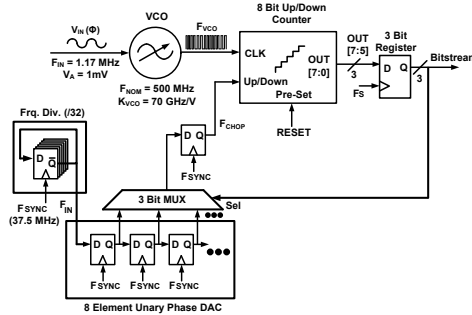 VIN (Φ)
VCO
FVCO
8 Bit Up/Down
Counter
OUT
[7:5]
3 Bit
Register
Bitstream
CLK
OUT
[7:0]
Up/Down
Pre-Set
3
D Q
3
Fs
FIN = 1.17 MHz
VA = 1mV
FNOM = 500 MHz
KVCO = 70 GHz/V
RESET
FCHOP
Frq. Div. (/32)
D Q
D Q
FSYNC
FSYNC
(37.5 MHz)
FIN
3 Bit MUX
Sel
D Q
D Q
D Q
FSYNC
FSYNC
FSYNC
8 Element Unary Phase DAC